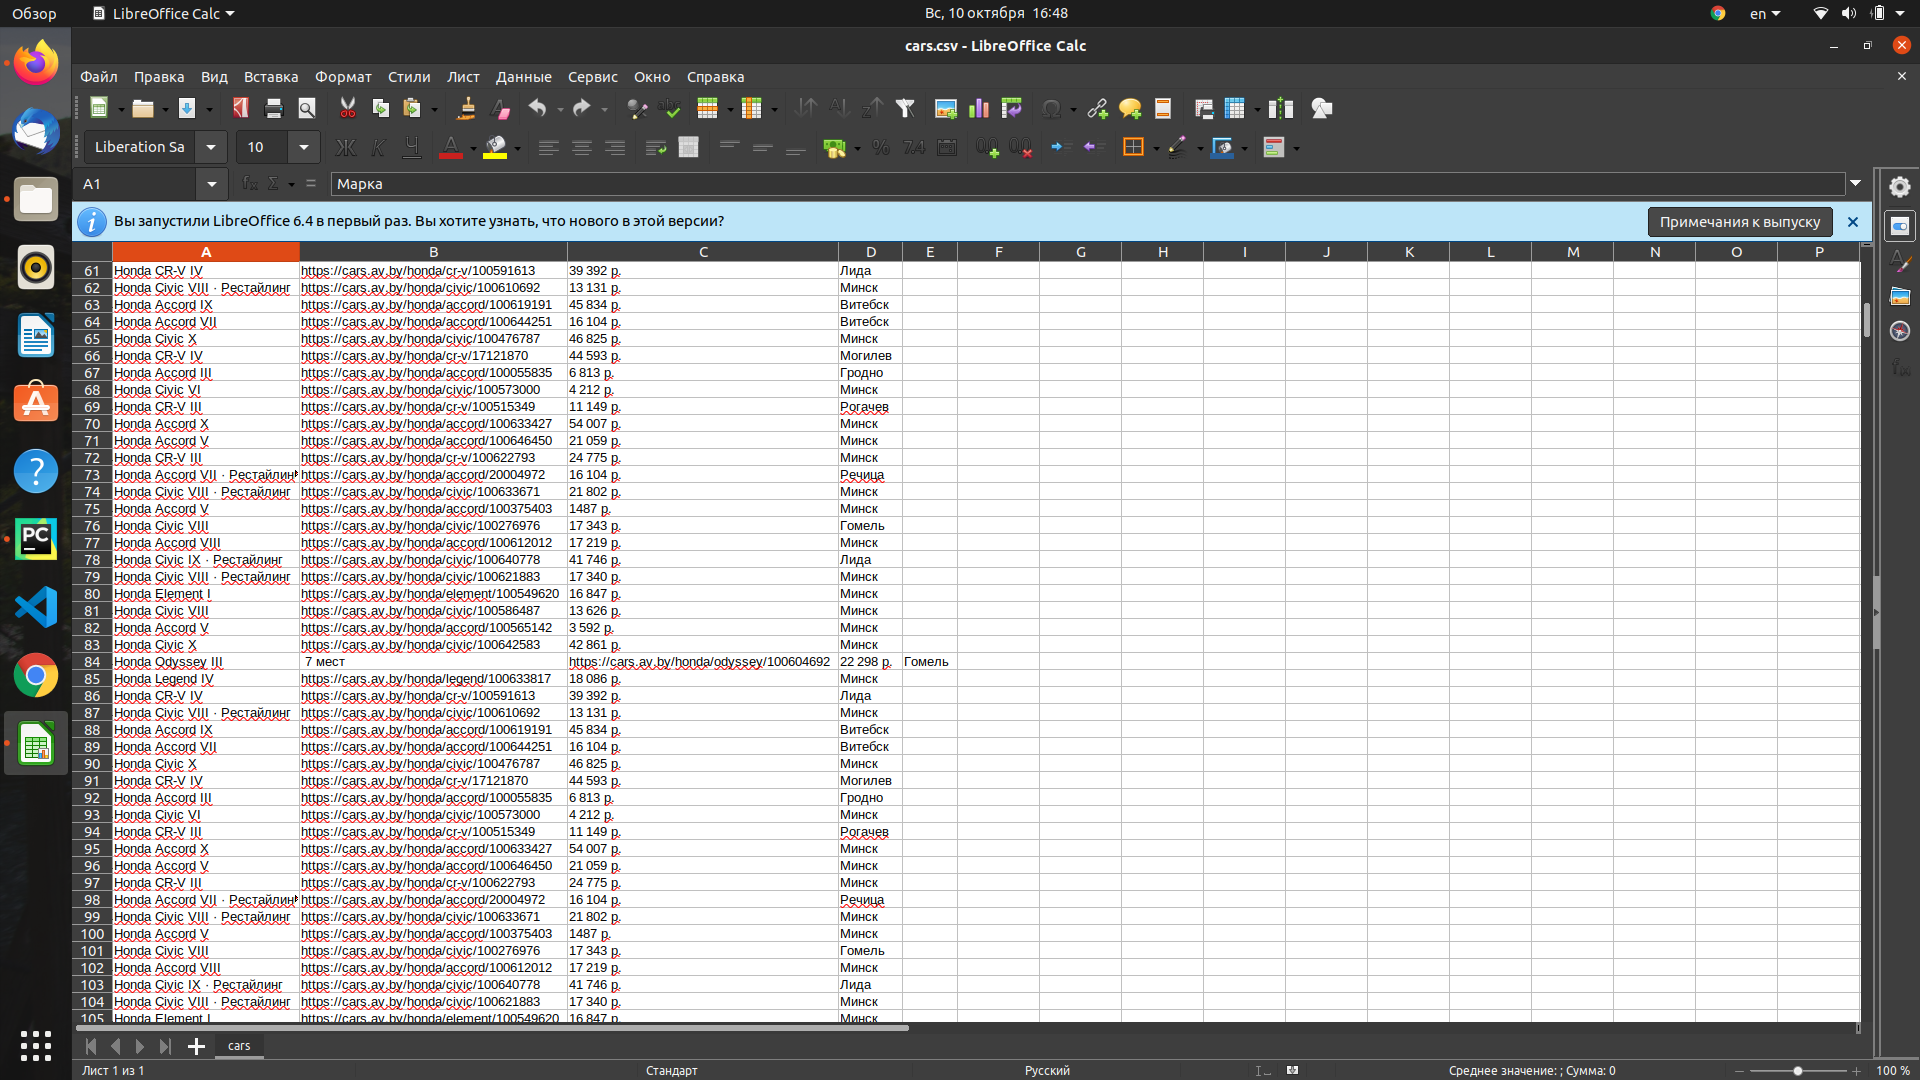 Обзор LibreOffice Calc Вс, 10 октября 16:48 en
cars.csv - LibreOffice Calc
Файл Правка Вид Вставка Формат Стили Лист Данные Сервис Окно Справка
Liberation Sa 10
A1 Марка
Вы запустили LibreOffice 6.4 в первый раз. Вы хотите узнать, что нового в этой версии? Примечания к выпуску
A B C D E F G H I J K L M N O P
61 Honda CR-V IV https://cars.av.by/honda/cr-v/100591613 39 392 р. Лида
62 Honda Civic VIII · Рестайлинг https://cars.av.by/honda/civic/100610692 13 131 р. Минск
63 Honda Accord IX https://cars.av.by/honda/accord/100619191 45 834 р. Витебск
64 Honda Accord VII https://cars.av.by/honda/accord/100644251 16 104 р. Витебск
65 Honda Civic X https://cars.av.by/honda/civic/100476787 46 825 р. Минск
66 Honda CR-V IV https://cars.av.by/honda/cr-v/17121870 44 593 р. Могилев
67 Honda Accord III https://cars.av.by/honda/accord/100055835 6 813 р. Гродно
68 Honda Civic VI https://cars.av.by/honda/civic/100573000 4 212 р. Минск
69 Honda CR-V III https://cars.av.by/honda/cr-v/100515349 11 149 р. Рогачев
70 Honda Accord X https://cars.av.by/honda/accord/100633427 54 007 р. Минск
71 Honda Accord V https://cars.av.by/honda/accord/100646450 21 059 р. Минск
72 Honda CR-V III https://cars.av.by/honda/cr-v/100622793 24 775 р. Минск
73 Honda Accord VII · Рестайлинг https://cars.av.by/honda/accord/20004972 16 104 р. Речица
74 Honda Civic VIII · Рестайлинг https://cars.av.by/honda/civic/100633671 21 802 р. Минск
75 Honda Accord V https://cars.av.by/honda/accord/100375403 1487 р. Минск
76 Honda Civic VIII https://cars.av.by/honda/civic/100276976 17 343 р. Гомель
77 Honda Accord VIII https://cars.av.by/honda/accord/100612012 17 219 р. Минск
78 Honda Civic IX · Рестайлинг https://cars.av.by/honda/civic/100640778 41 746 р. Лида
79 Honda Civic VIII · Рестайлинг https://cars.av.by/honda/civic/100621883 17 340 р. Минск
80 Honda Element I https://cars.av.by/honda/element/100549620 16 847 р. Минск
81 Honda Civic VIII https://cars.av.by/honda/civic/100586487 13 626 р. Минск
82 Honda Accord V https://cars.av.by/honda/accord/100565142 3 592 р. Минск
83 Honda Civic X https://cars.av.by/honda/civic/100642583 42 861 р. Минск
84 Honda Odyssey III 7 мест https://cars.av.by/honda/odyssey/100604692 22 298 р. Гомель
85 Honda Legend IV https://cars.av.by/honda/legend/100633817 18 086 р. Минск
86 Honda CR-V IV https://cars.av.by/honda/cr-v/100591613 39 392 р. Лида
87 Honda Civic VIII · Рестайлинг https://cars.av.by/honda/civic/100610692 13 131 р. Минск
88 Honda Accord IX https://cars.av.by/honda/accord/100619191 45 834 р. Витебск
89 Honda Accord VII https://cars.av.by/honda/accord/100644251 16 104 р. Витебск
90 Honda Civic X https://cars.av.by/honda/civic/100476787 46 825 р. Минск
91 Honda CR-V IV https://cars.av.by/honda/cr-v/17121870 44 593 р. Могилев
92 Honda Accord III https://cars.av.by/honda/accord/100055835 6 813 р. Гродно
93 Honda Civic VI https://cars.av.by/honda/civic/100573000 4 212 р. Минск
94 Honda CR-V III https://cars.av.by/honda/cr-v/100515349 11 149 р. Рогачев
95 Honda Accord X https://cars.av.by/honda/accord/100633427 54 007 р. Минск
96 Honda Accord V https://cars.av.by/honda/accord/100646450 21 059 р. Минск
97 Honda CR-V III https://cars.av.by/honda/cr-v/100622793 24 775 р. Минск
98 Honda Accord VII · Рестайлинг https://cars.av.by/honda/accord/20004972 16 104 р. Речица
99 Honda Civic VIII · Рестайлинг https://cars.av.by/honda/civic/100633671 21 802 р. Минск
100 Honda Accord V https://cars.av.by/honda/accord/100375403 1487 р. Минск
101 Honda Civic VIII https://cars.av.by/honda/civic/100276976 17 343 р. Гомель
102 Honda Accord VIII https://cars.av.by/honda/accord/100612012 17 219 р. Минск
103 Honda Civic IX · Рестайлинг https://cars.av.by/honda/civic/100640778 41 746 р. Лида
104 Honda Civic VIII · Рестайлинг https://cars.av.by/honda/civic/100621883 17 340 р. Минск
105 Honda Element I https://cars.av.by/honda/element/100549620 16 847 р. Минск
cars
Лист 1 из 1 Стандарт Русский Среднее значение: ; Сумма: 0 100 %